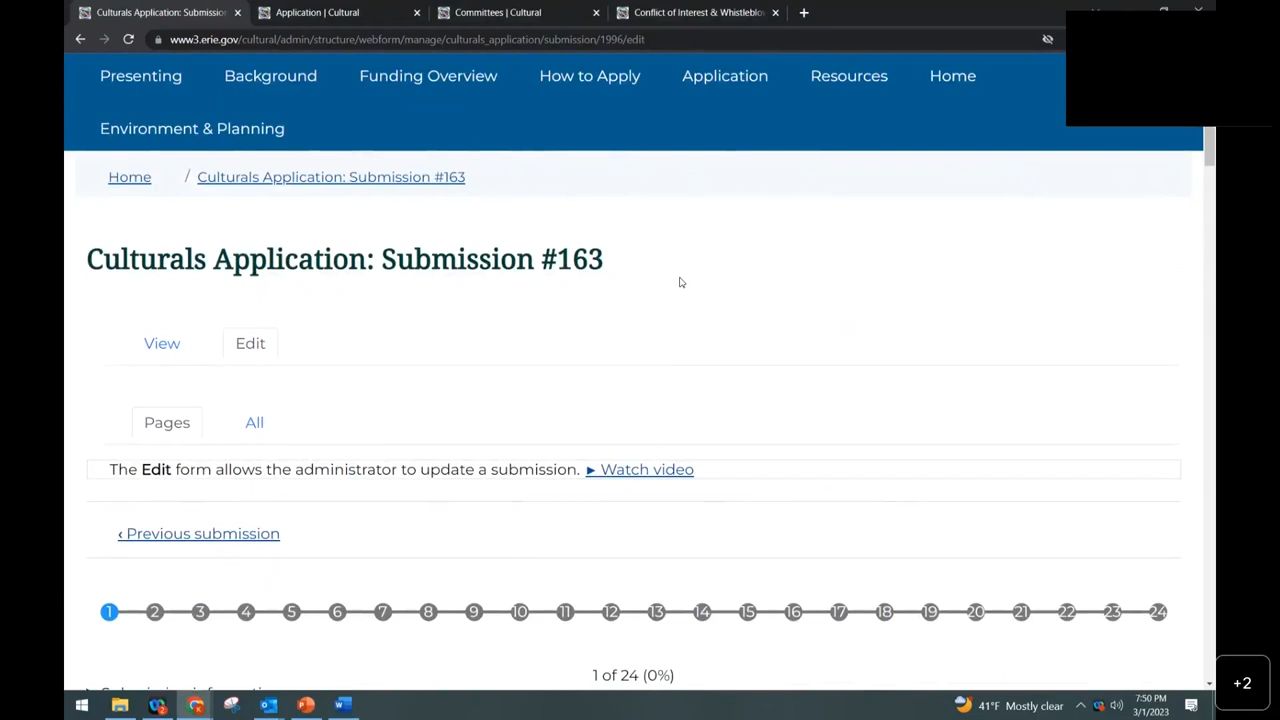 Culturals Application: Submission
Application | Cultural
Committees | Cultural
Conflict of Interest & Whistleblov
www3.erie.gov/cultural/admin/structure/webform/manage/culturals_application/submission/1996/edit
Presenting Background Funding Overview How to Apply Application Resources Home
Environment & Planning
Home / Culturals Application: Submission #163
Culturals Application: Submission #163
View Edit
Pages All
The Edit form allows the administrator to update a submission. ► Watch video
‹ Previous submission
1 2 3 4 5 6 7 8 9 10 11 12 13 14 15 16 17 18 19 20 21 22 23 24
1 of 24 (0%)
+2
41°F Mostly clear
7:50 PM
3/1/2023